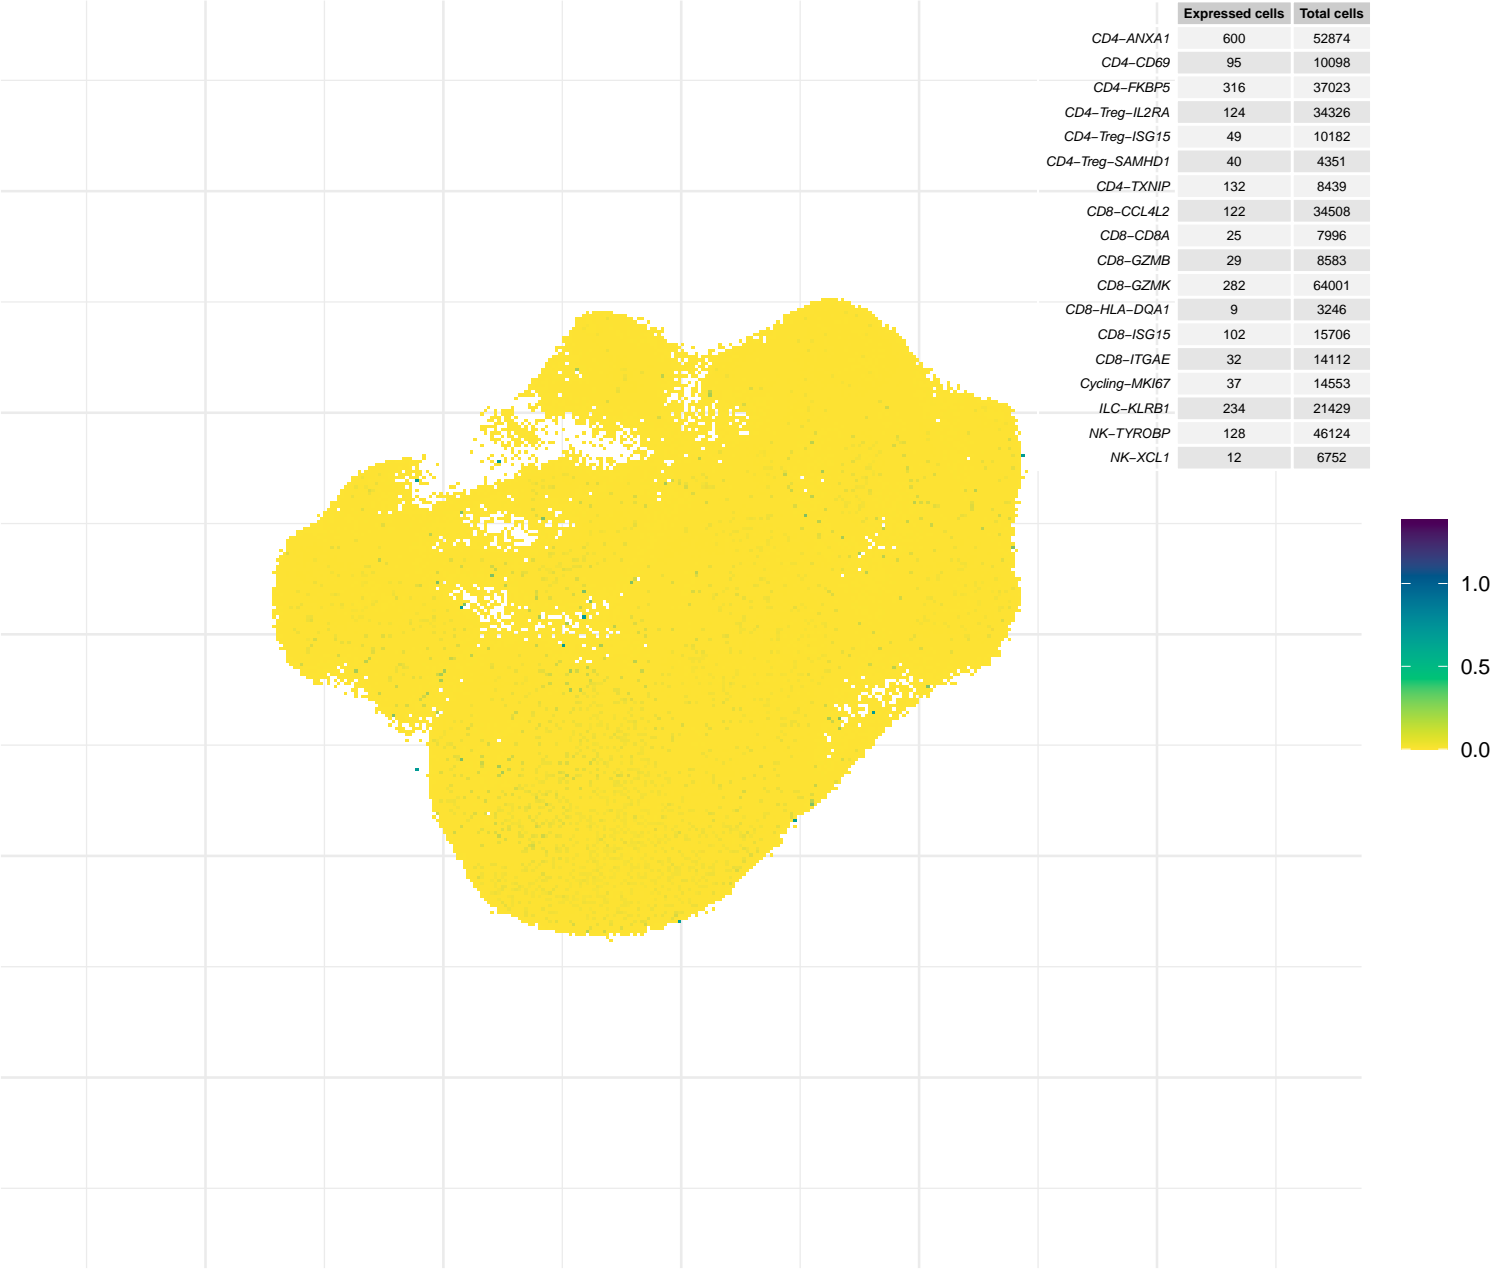 Expressed cells Total cells
CD4−ANXA1 600 52874
CD4−CD69 95 10098
CD4−FKBP5 316 37023
CD4−Treg−IL2RA 124 34326
CD4−Treg−ISG15 49 10182
CD4−Treg−SAMHD1 40 4351
CD4−TXNIP 132 8439
CD8−CCL4L2 122 34508
CD8−CD8A 25 7996
CD8−GZMB 29 8583
CD8−GZMK 282 64001
CD8−HLA−DQA1 9 3246
CD8−ISG15 102 15706
CD8−ITGAE 32 14112
Cycling−MKI67 37 14553
ILC−KLRB1 234 21429
NK−TYROBP 128 46124
NK−XCL1 12 6752
1.0
0.5
0.0